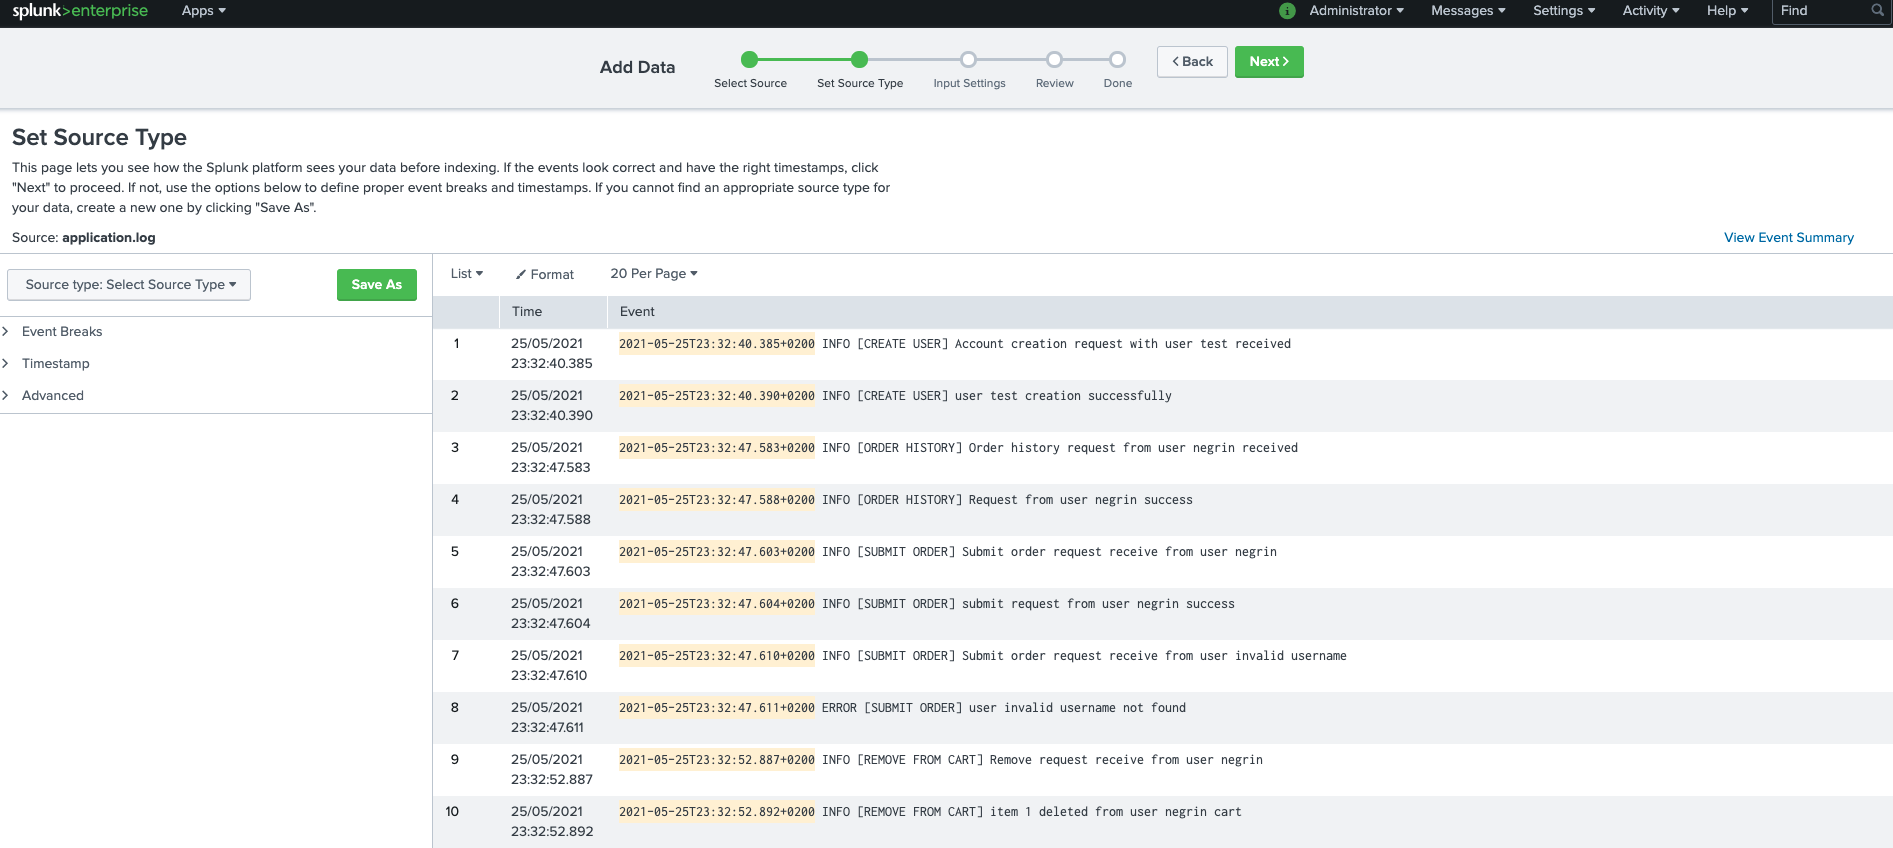 splunk>enterprise Apps Administrator Messages Settings Activity Help Find
Add Data
Select Source Set Source Type Input Settings Review Done
Back Next
Set Source Type
This page lets you see how the Splunk platform sees your data before indexing. If the events look correct and have the right timestamps, click
"Next" to proceed. If not, use the options below to define proper event breaks and timestamps. If you cannot find an appropriate source type for
your data, create a new one by clicking "Save As".
Source: application.log
View Event Summary
Source type: Select Source Type
Save As
Event Breaks
Timestamp
Advanced
List Format 20 Per Page
Time Event
1 25/05/2021 2021-05-25T23:32:40.385+0200 INFO [CREATE USER] Account creation request with user test received
23:32:40.385
2 25/05/2021 2021-05-25T23:32:40.390+0200 INFO [CREATE USER] user test creation successfully
23:32:40.390
3 25/05/2021 2021-05-25T23:32:47.583+0200 INFO [ORDER HISTORY] Order history request from user negrin received
23:32:47.583
4 25/05/2021 2021-05-25T23:32:47.588+0200 INFO [ORDER HISTORY] Request from user negrin success
23:32:47.588
5 25/05/2021 2021-05-25T23:32:47.603+0200 INFO [SUBMIT ORDER] Submit order request receive from user negrin
23:32:47.603
6 25/05/2021 2021-05-25T23:32:47.604+0200 INFO [SUBMIT ORDER] submit request from user negrin success
23:32:47.604
7 25/05/2021 2021-05-25T23:32:47.610+0200 INFO [SUBMIT ORDER] Submit order request receive from user invalid username
23:32:47.610
8 25/05/2021 2021-05-25T23:32:47.611+0200 ERROR [SUBMIT ORDER] user invalid username not found
23:32:47.611
9 25/05/2021 2021-05-25T23:32:52.887+0200 INFO [REMOVE FROM CART] Remove request receive from user negrin
23:32:52.887
10 25/05/2021 2021-05-25T23:32:52.892+0200 INFO [REMOVE FROM CART] item 1 deleted from user negrin cart
23:32:52.892